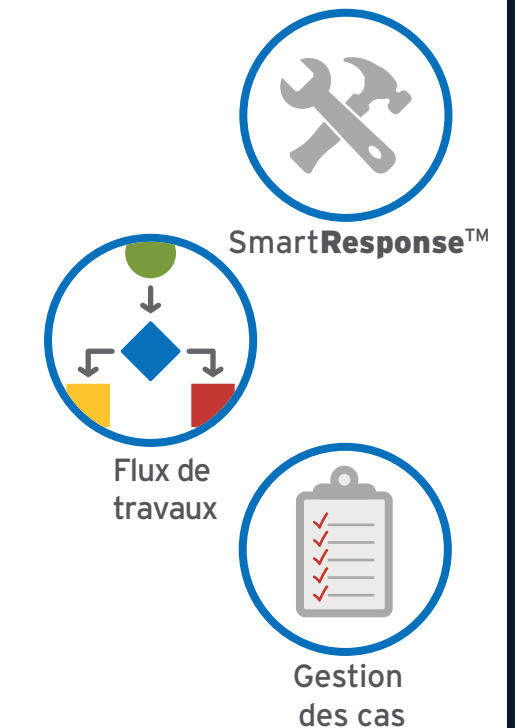 SmartResponse™
Flux de
travaux
Gestion
des cas